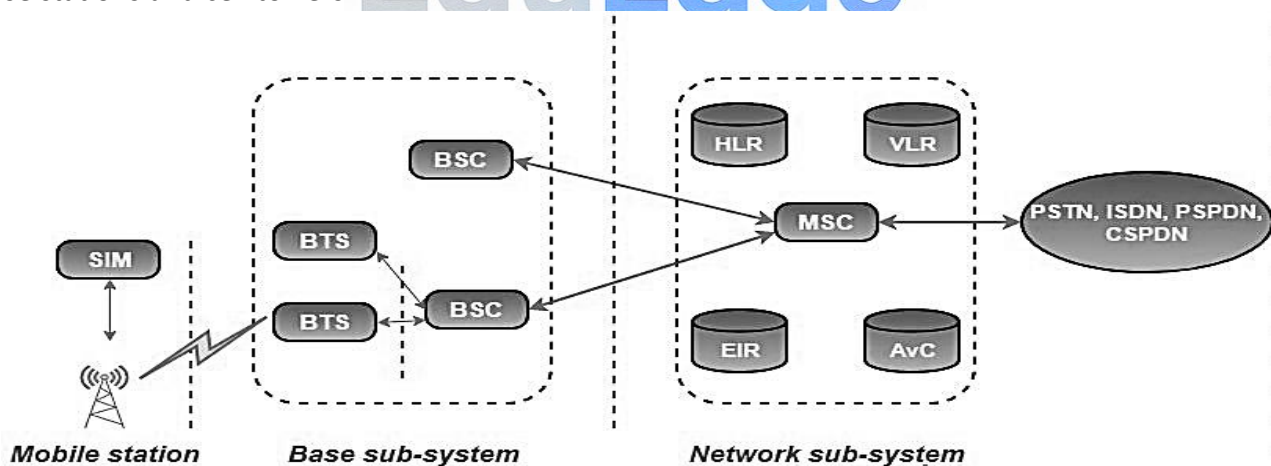 HLR
VLR
BSC
MSC
PSTN, ISDN, PSPDN,
CSPDN
BTS
SIM
BTS
BSC
EIR
AvC
Mobile station
Base sub-system
Network sub-system